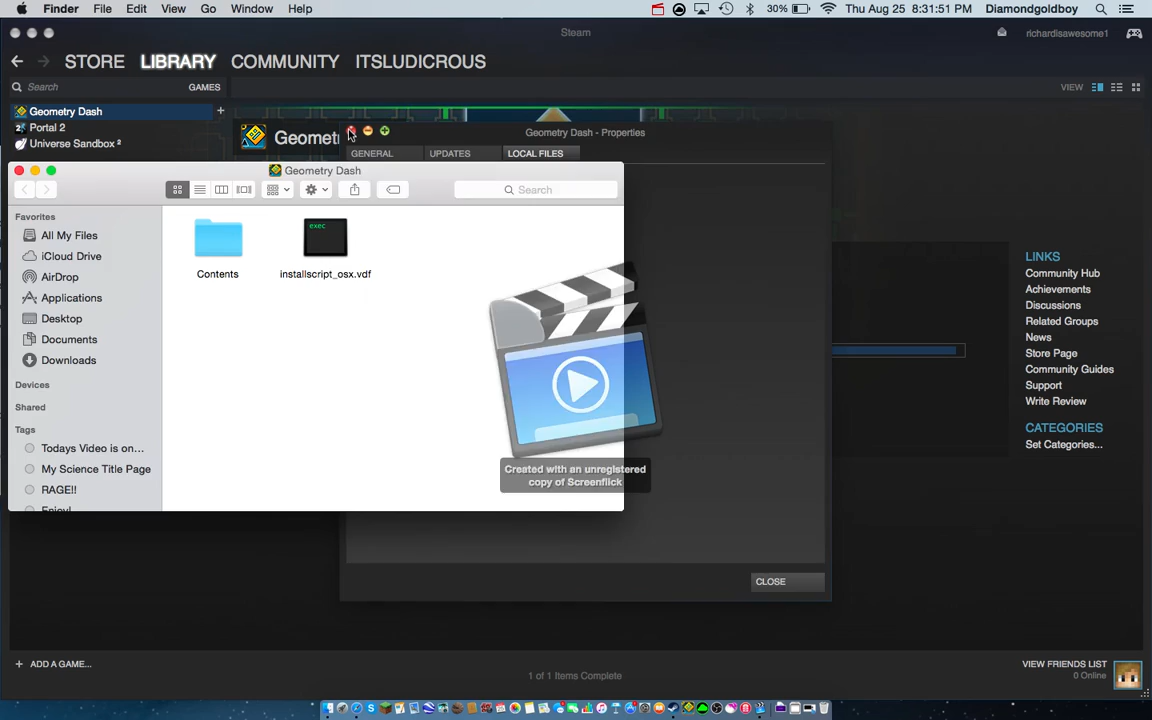 Finder File Edit View Go Window Help 30% Thu Aug 25 8:31:51 PM Diamondgoldboy
Steam
richardisawesome1
STORE LIBRARY COMMUNITY ITSLUDICROUS
Search GAMES VIEW
Geometry Dash +
Portal 2
Universe Sandbox ²
Geomet
Geometry Dash - Properties
GENERAL UPDATES LOCAL FILES
Geometry Dash
Search
Favorites
All My Files
iCloud Drive
AirDrop
Applications
Desktop
Documents
Downloads
Devices
Shared
Tags
Todays Video is on...
My Science Title Page
RAGE!!
Enjoy!
exec
Contents installscript_osx.vdf
Created with an unregistered
copy of Screenflick
CLOSE
LINKS
Community Hub
Achievements
Discussions
Related Groups
News
Store Page
Community Guides
Support
Write Review
CATEGORIES
Set Categories...
+ ADD A GAME...
1 of 1 Items Complete
VIEW FRIENDS LIST
0 Online